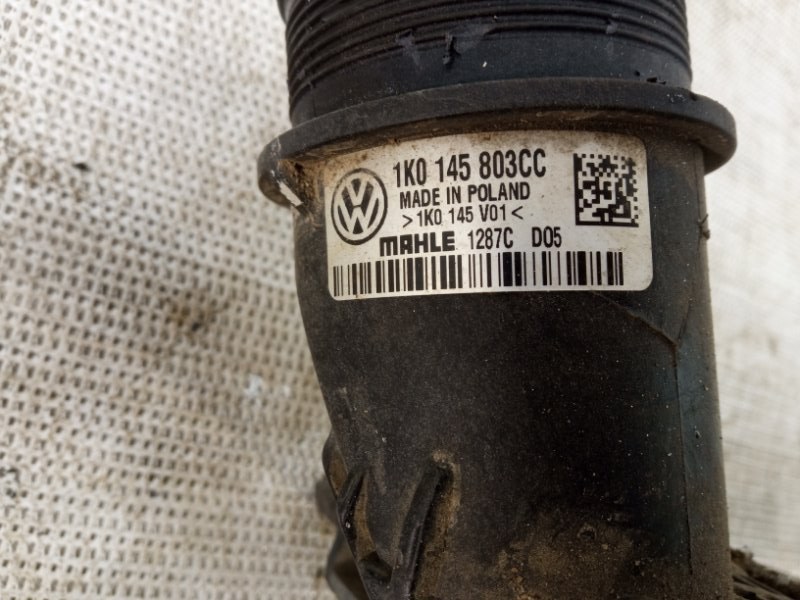 1K0 145 803CC
MADE IN POLAND
>1K0 145 V01<
MAHLE 1287C D05